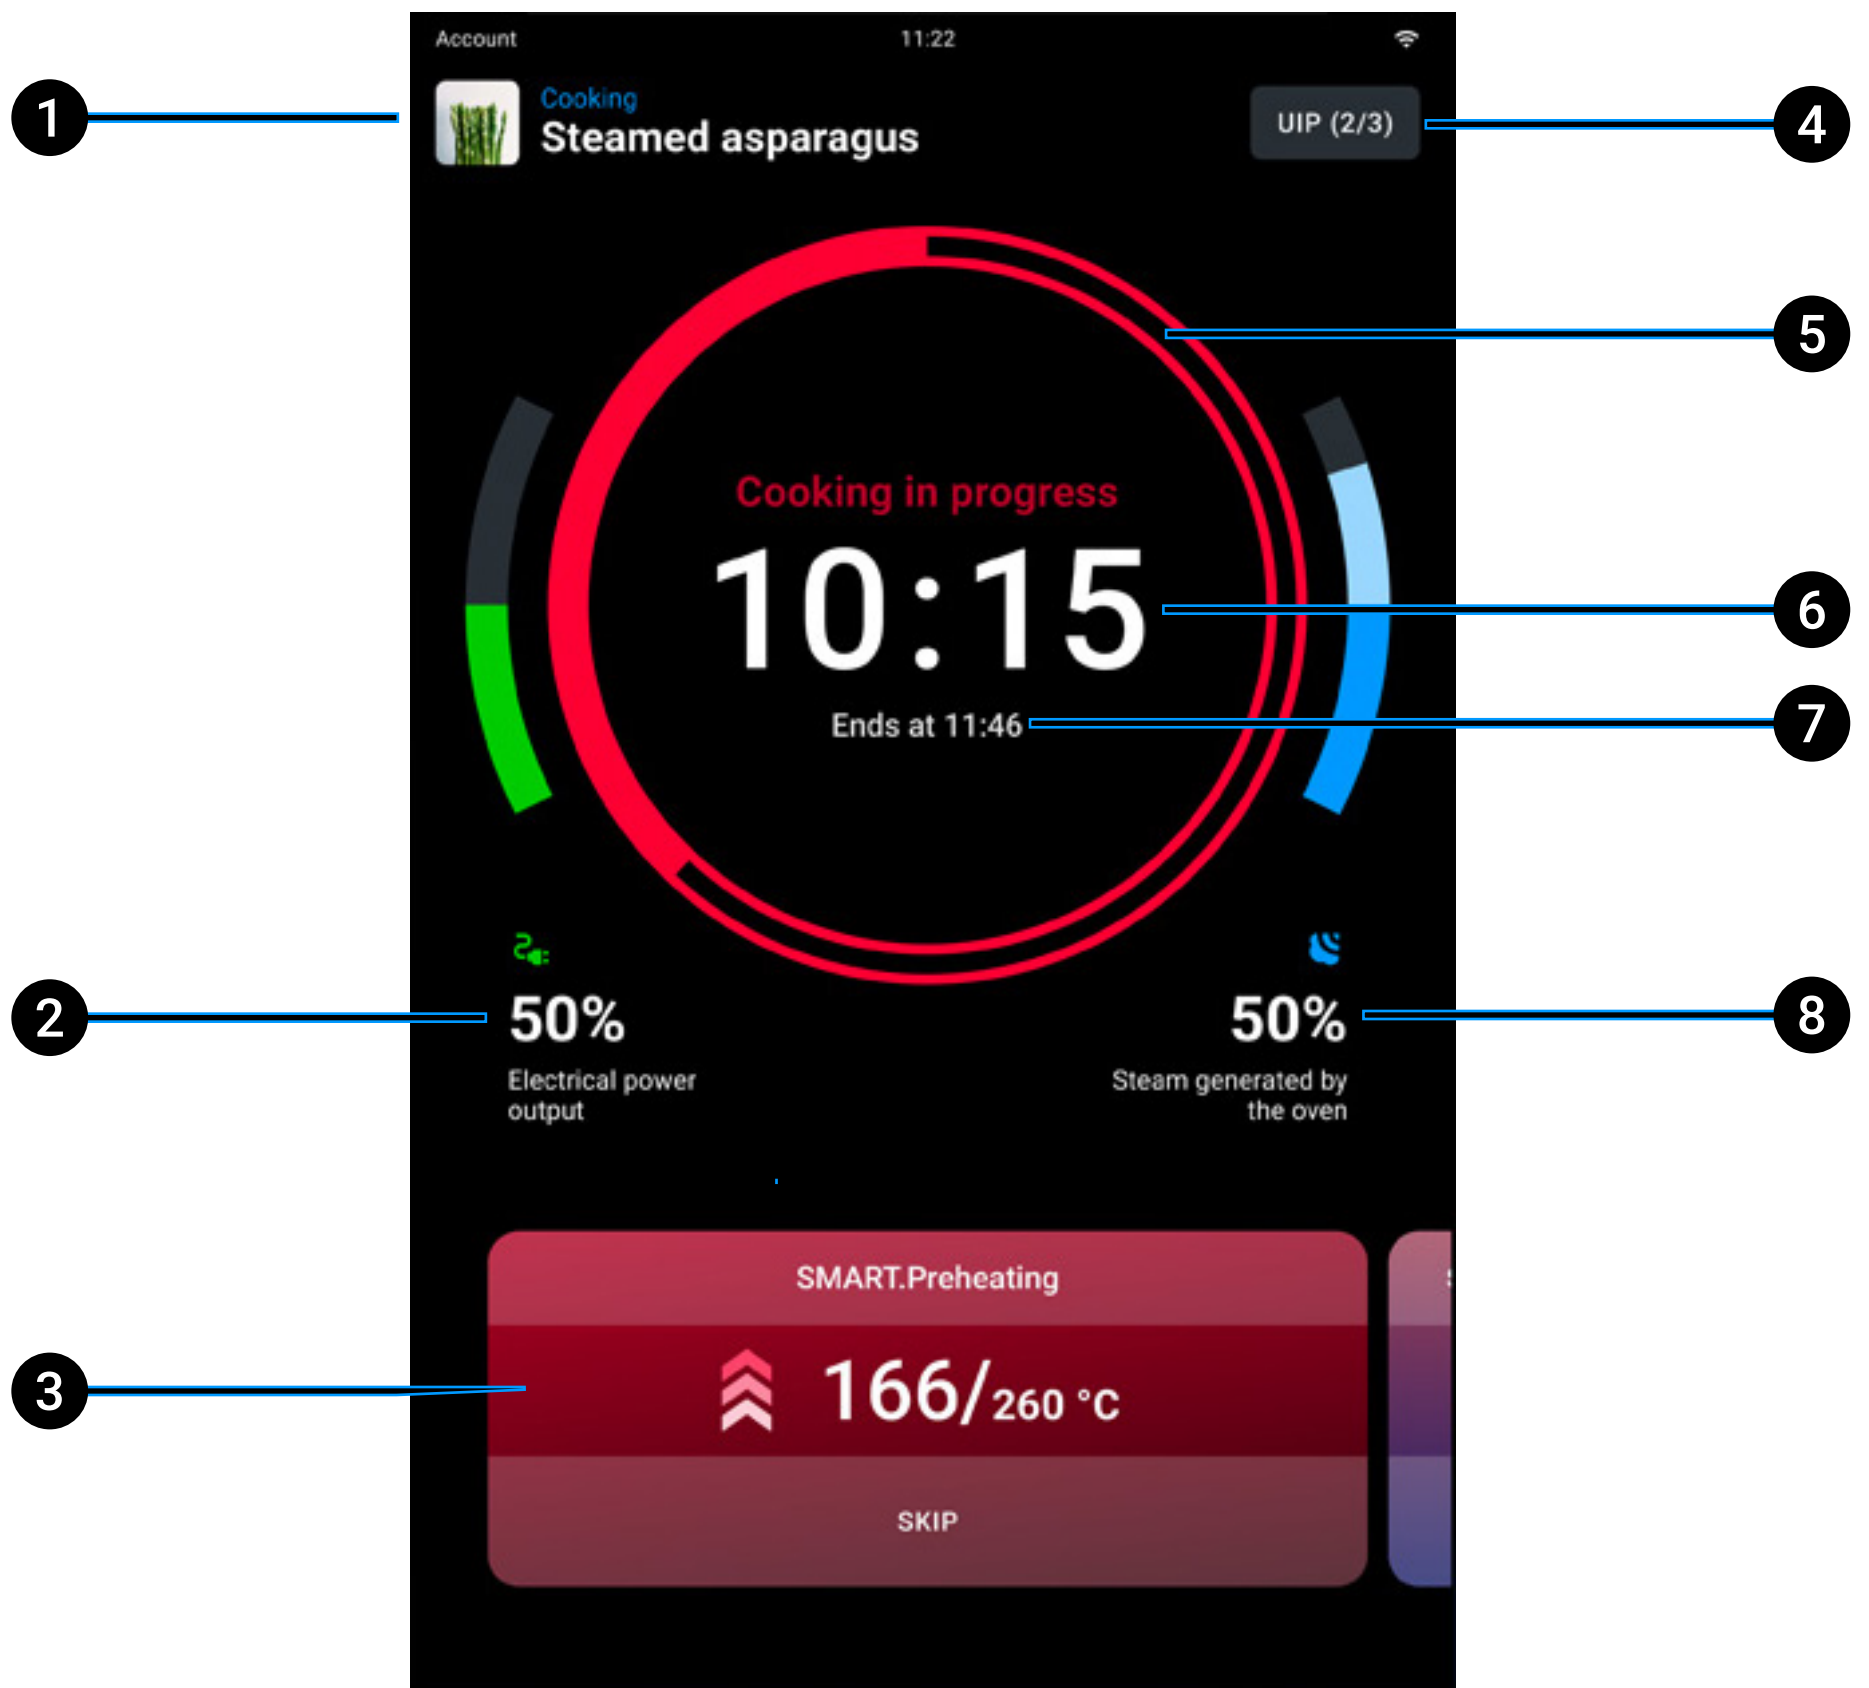 Account
11:22
1
Cooking
Steamed asparagus
UIP (2/3)
4
5
Cooking in progress
10:15
6
Ends at 11:46
7
50%
Electrical power
output
2
50%
Steam generated by
the oven
8
SMART.Preheating
3
166/260 °C
SKIP